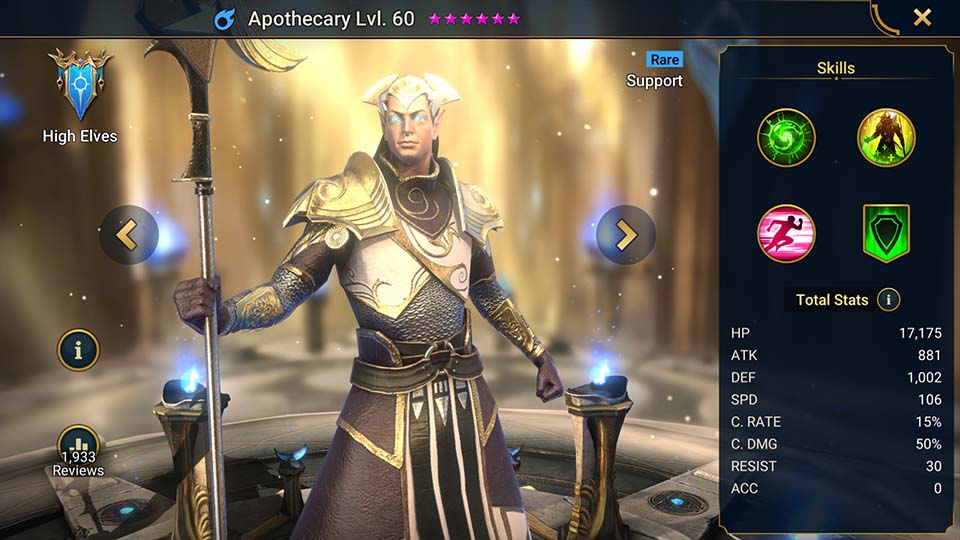 Apothecary Lvl. 60
High Elves
Rare
Support
1,933
Reviews
Skills
Total Stats i
HP 17,175
ATK 881
DEF 1,002
SPD 106
C. RATE 15%
C. DMG 50%
RESIST 30
ACC 0